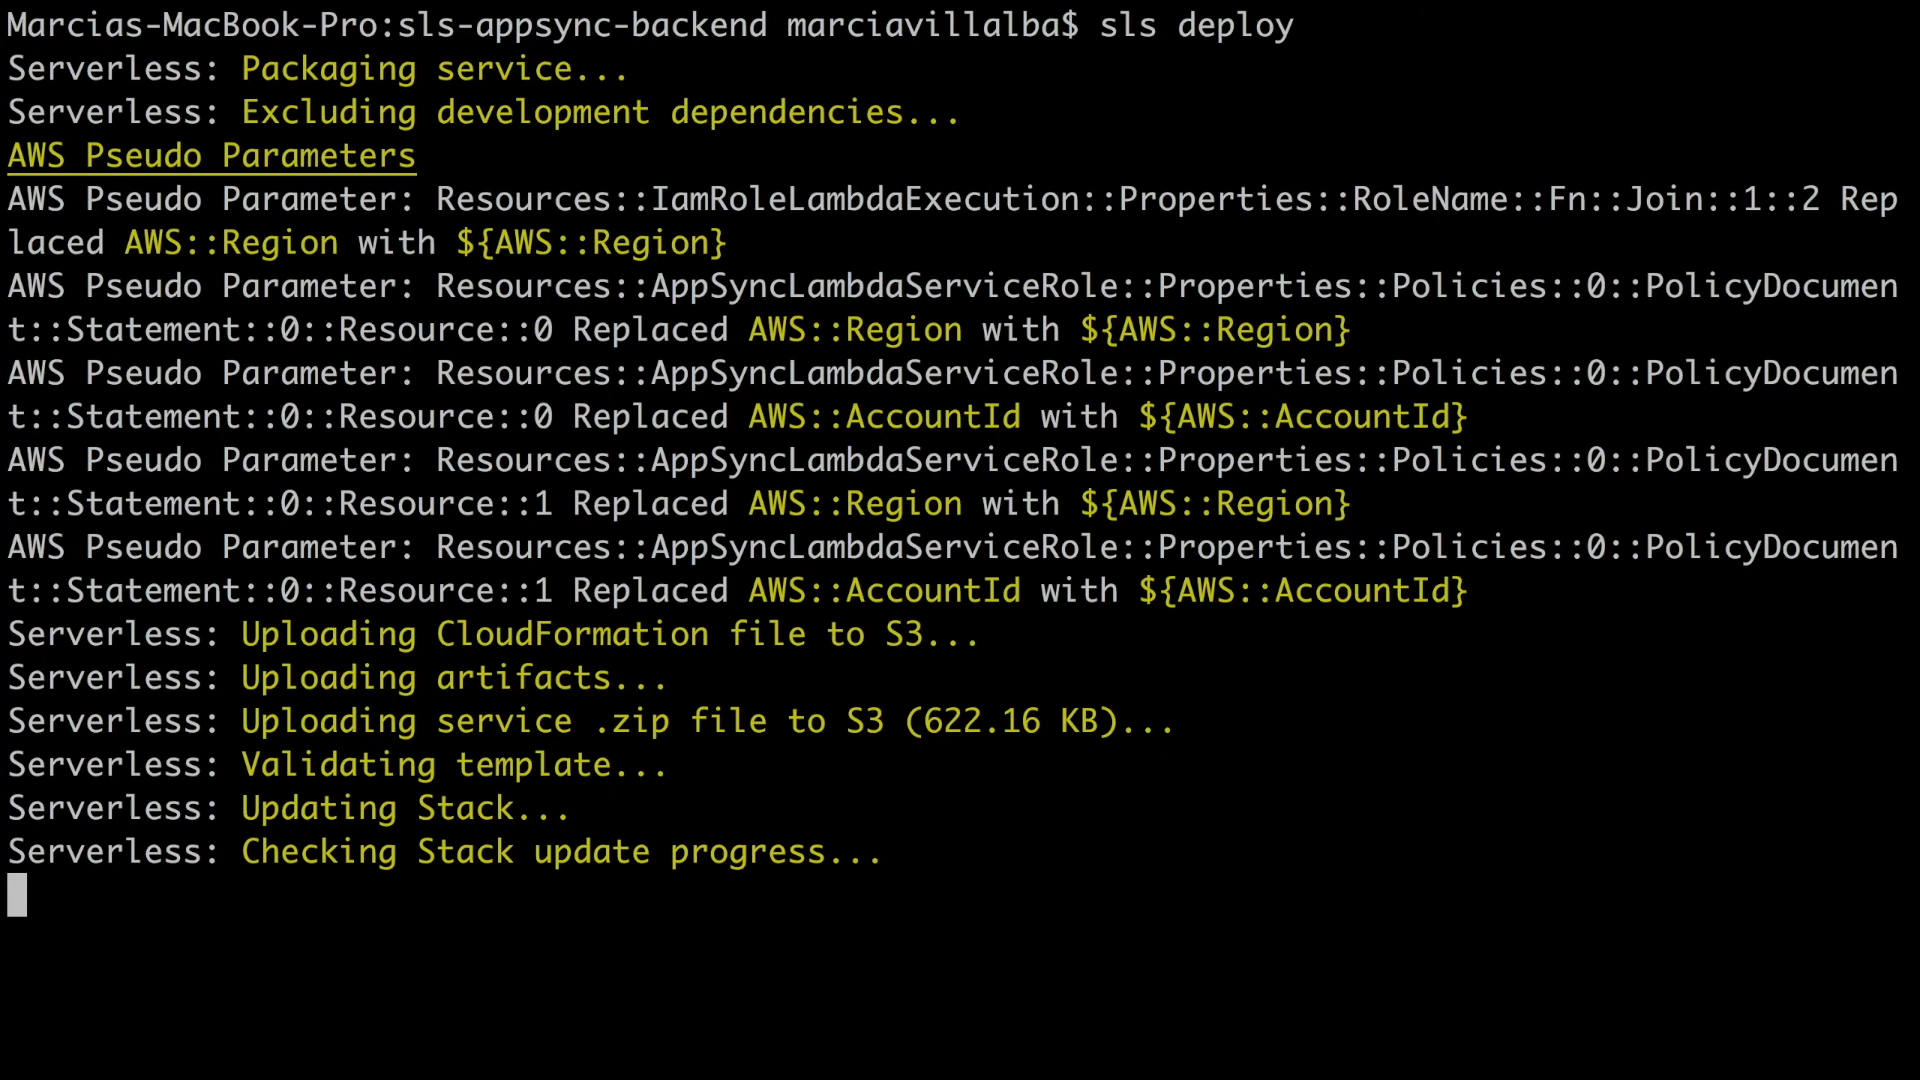 Marcias-MacBook-Pro:sls-appsync-backend marciavillalba$ sls deploy
Serverless: Packaging service...
Serverless: Excluding development dependencies...
AWS Pseudo Parameters
AWS Pseudo Parameter: Resources::IamRoleLambdaExecution::Properties::RoleName::Fn::Join::1::2 Rep
laced AWS::Region with ${AWS::Region}
AWS Pseudo Parameter: Resources::AppSyncLambdaServiceRole::Properties::Policies::0::PolicyDocumen
t::Statement::0::Resource::0 Replaced AWS::Region with ${AWS::Region}
AWS Pseudo Parameter: Resources::AppSyncLambdaServiceRole::Properties::Policies::0::PolicyDocumen
t::Statement::0::Resource::0 Replaced AWS::AccountId with ${AWS::AccountId}
AWS Pseudo Parameter: Resources::AppSyncLambdaServiceRole::Properties::Policies::0::PolicyDocumen
t::Statement::0::Resource::1 Replaced AWS::Region with ${AWS::Region}
AWS Pseudo Parameter: Resources::AppSyncLambdaServiceRole::Properties::Policies::0::PolicyDocumen
t::Statement::0::Resource::1 Replaced AWS::AccountId with ${AWS::AccountId}
Serverless: Uploading CloudFormation file to S3...
Serverless: Uploading artifacts...
Serverless: Uploading service .zip file to S3 (622.16 KB)...
Serverless: Validating template...
Serverless: Updating Stack...
Serverless: Checking Stack update progress...